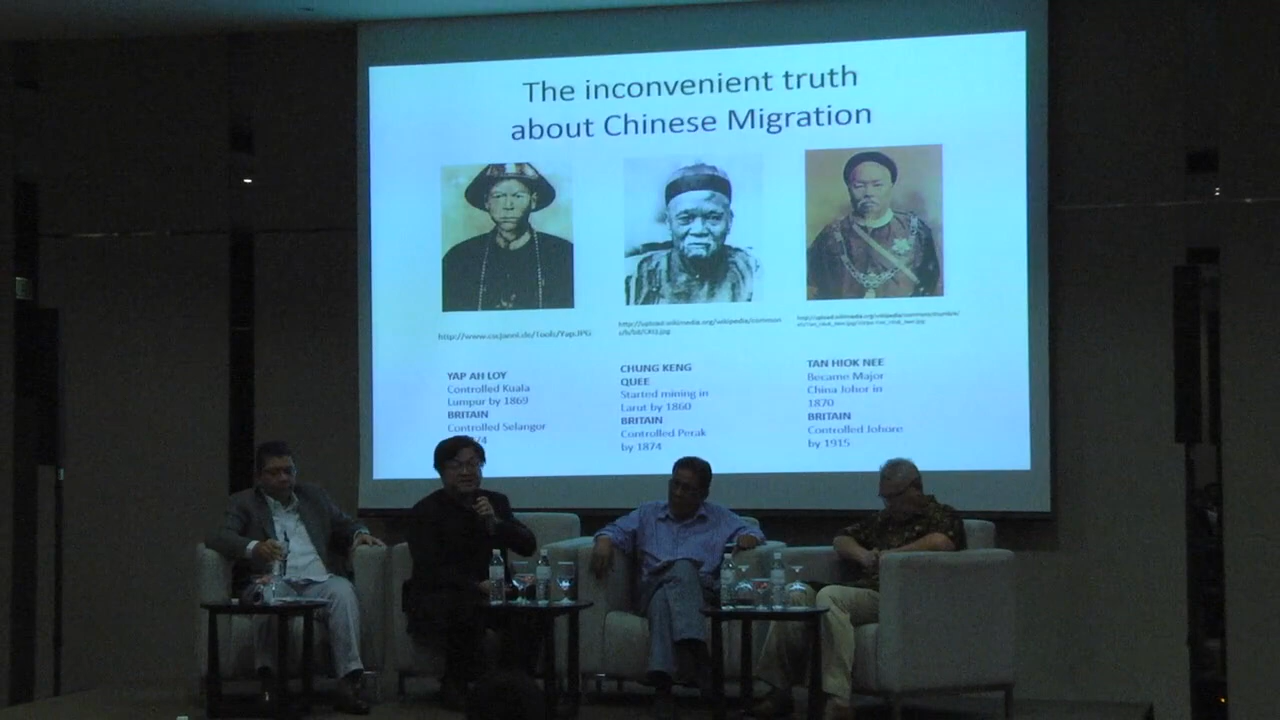 The inconvenient truth
about Chinese Migration
YAP AH LOY
Controlled Kuala
Lumpur by 1869
BRITAIN
Controlled Selangor
CHUNG KENG
QUEE
Started mining in
Larut by 1860
BRITAIN
Controlled Perak
by 1874
TAN HIOK NEE
Became Major
China Johor in
1870
BRITAIN
Controlled Johore
by 1915